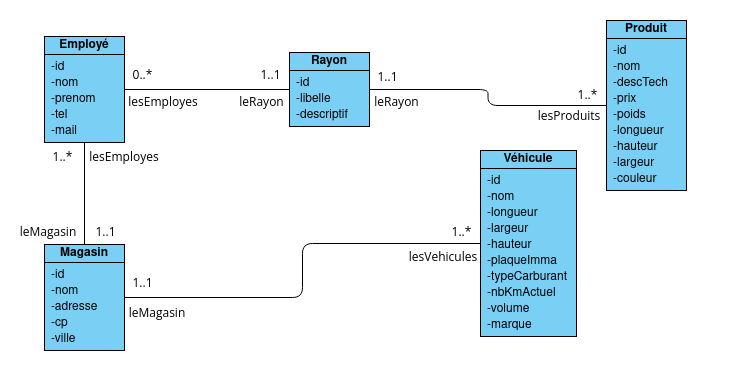 Employé
-id
-nom
-prenom
-tel
-mail
0..*
lesEmployes
1..1
leRayon
Rayon
-id
-libelle
-descriptif
1..1
leRayon
1..*
lesProduits
Produit
-id
-nom
-descTech
-prix
-poids
-longueur
-hauteur
-largeur
-couleur
1..*
lesEmployes
leMagasin
1..1
Magasin
-id
-nom
-adresse
-cp
-ville
1..1
leMagasin
1..*
lesVehicules
Véhicule
-id
-nom
-longueur
-largeur
-hauteur
-plaqueImma
-typeCarburant
-nbKmActuel
-volume
-marque